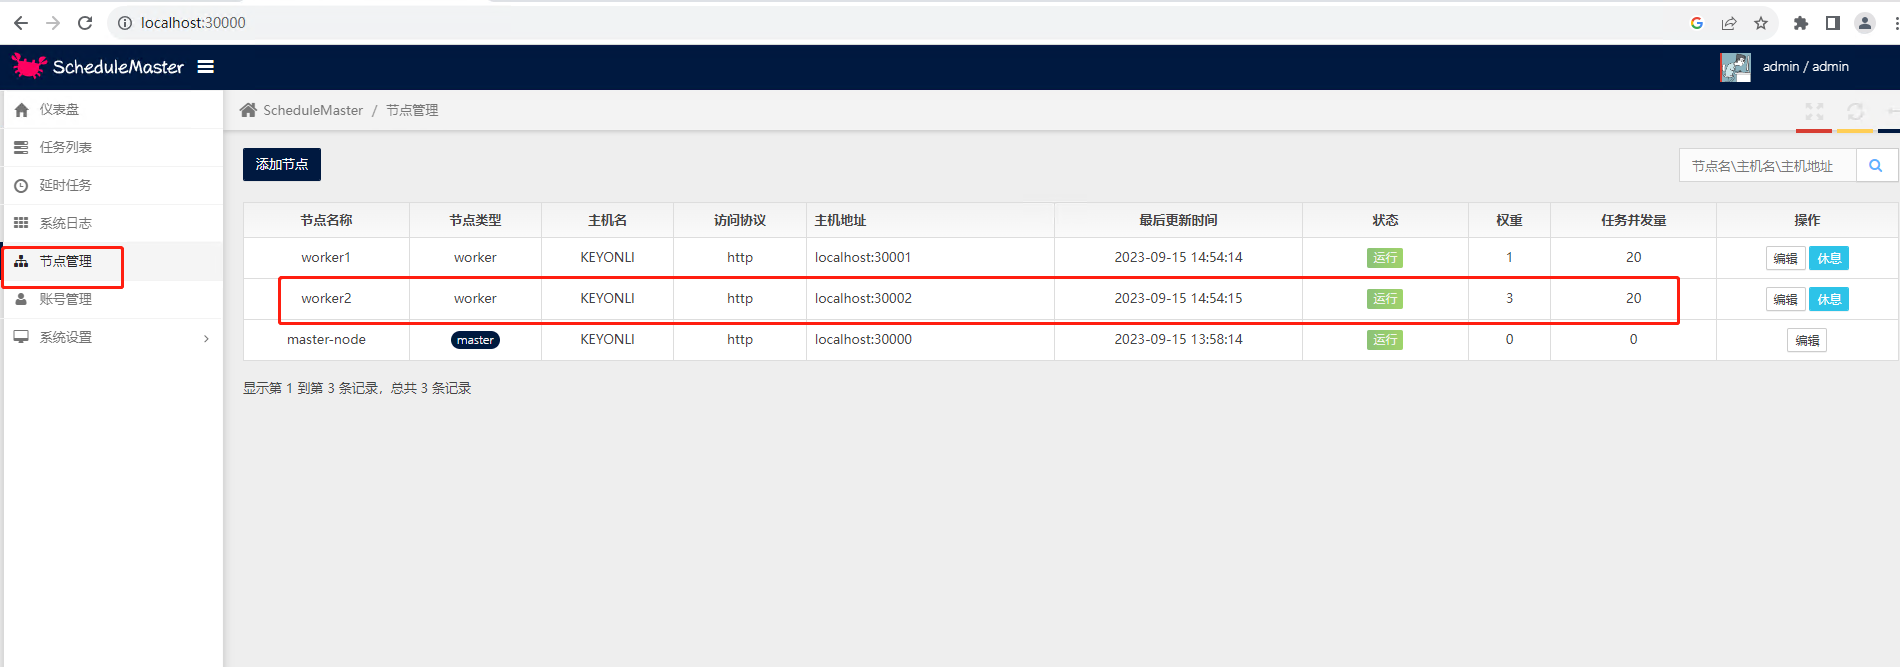 localhost:30000
ScheduleMaster
admin / admin
仪表盘
任务列表
延时任务
系统日志
节点管理
账号管理
系统设置
ScheduleMaster / 节点管理
添加节点
节点名\主机名\主机地址
节点名称 节点类型 主机名 访问协议 主机地址 最后更新时间 状态 权重 任务并发量 操作
worker1 worker KEYONLI http localhost:30001 2023-09-15 14:54:14 运行 1 20 编辑 休息
worker2 worker KEYONLI http localhost:30002 2023-09-15 14:54:15 运行 3 20 编辑 休息
master-node master KEYONLI http localhost:30000 2023-09-15 13:58:14 运行 0 0 编辑
显示第 1 到第 3 条记录，总共 3 条记录